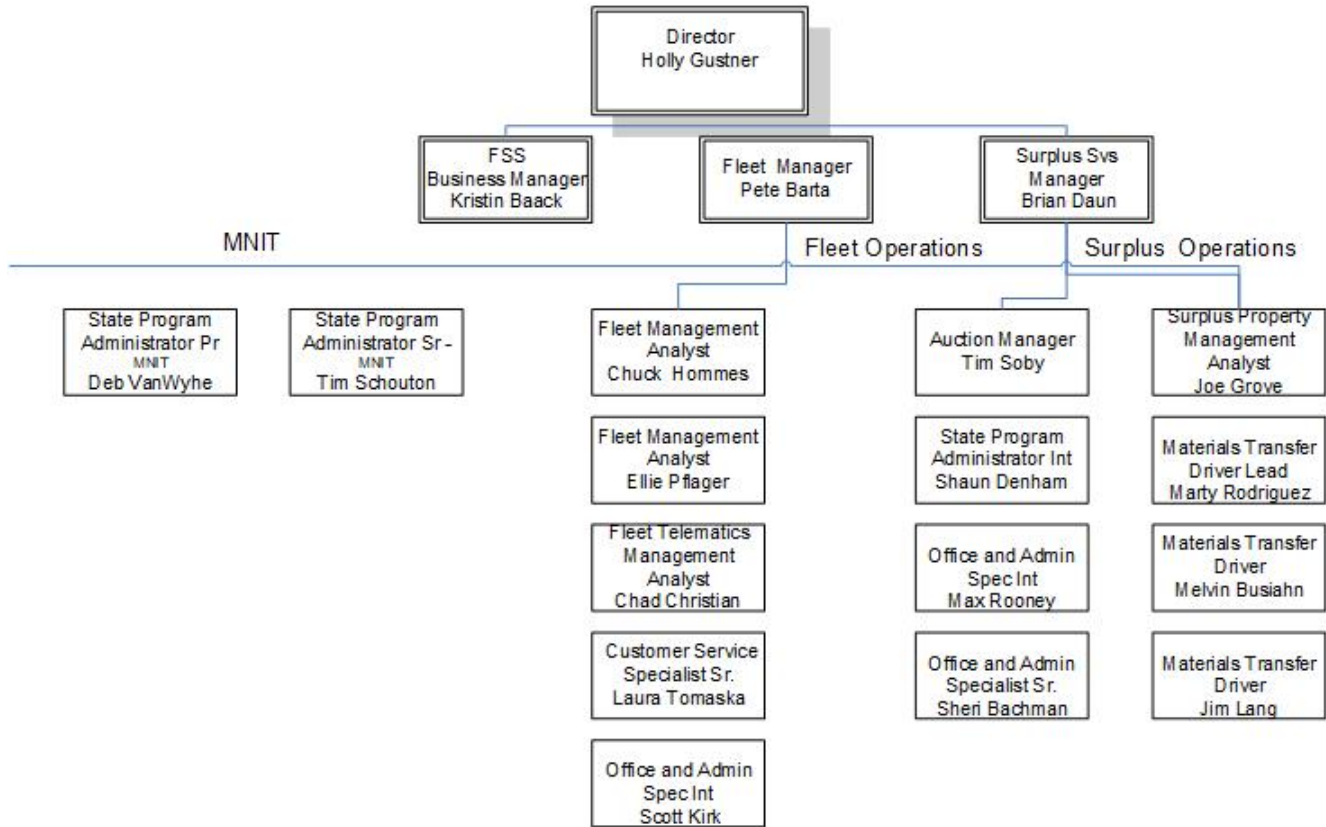 Director
Holly Gustner
FSS
Business Manager
Kristin Baack
Fleet Manager
Pete Barta
Surplus Svs
Manager
Brian Daun
MNIT
Fleet Operations
Surplus Operations
State Program
Administrator Pr
MNIT
Deb VanWyhe
State Program
Administrator Sr –
MNIT
Tim Schouton
Fleet Management
Analyst
Chuck Hommes
Auction Manager
Tim Soby
Surplus Property
Management
Analyst
Joe Grove
Fleet Management
Analyst
Ellie Pflager
State Program
Administrator Int
Shaun Denham
Materials Transfer
Driver Lead
Marty Rodriguez
Fleet Telematics
Management
Analyst
Chad Christian
Office and Admin
Spec Int
Max Rooney
Materials Transfer
Driver
Melvin Busiahn
Customer Service
Specialist Sr.
Laura Tomaska
Office and Admin
Specialist Sr.
Sheri Bachman
Materials Transfer
Driver
Jim Lang
Office and Admin
Spec Int
Scott Kirk